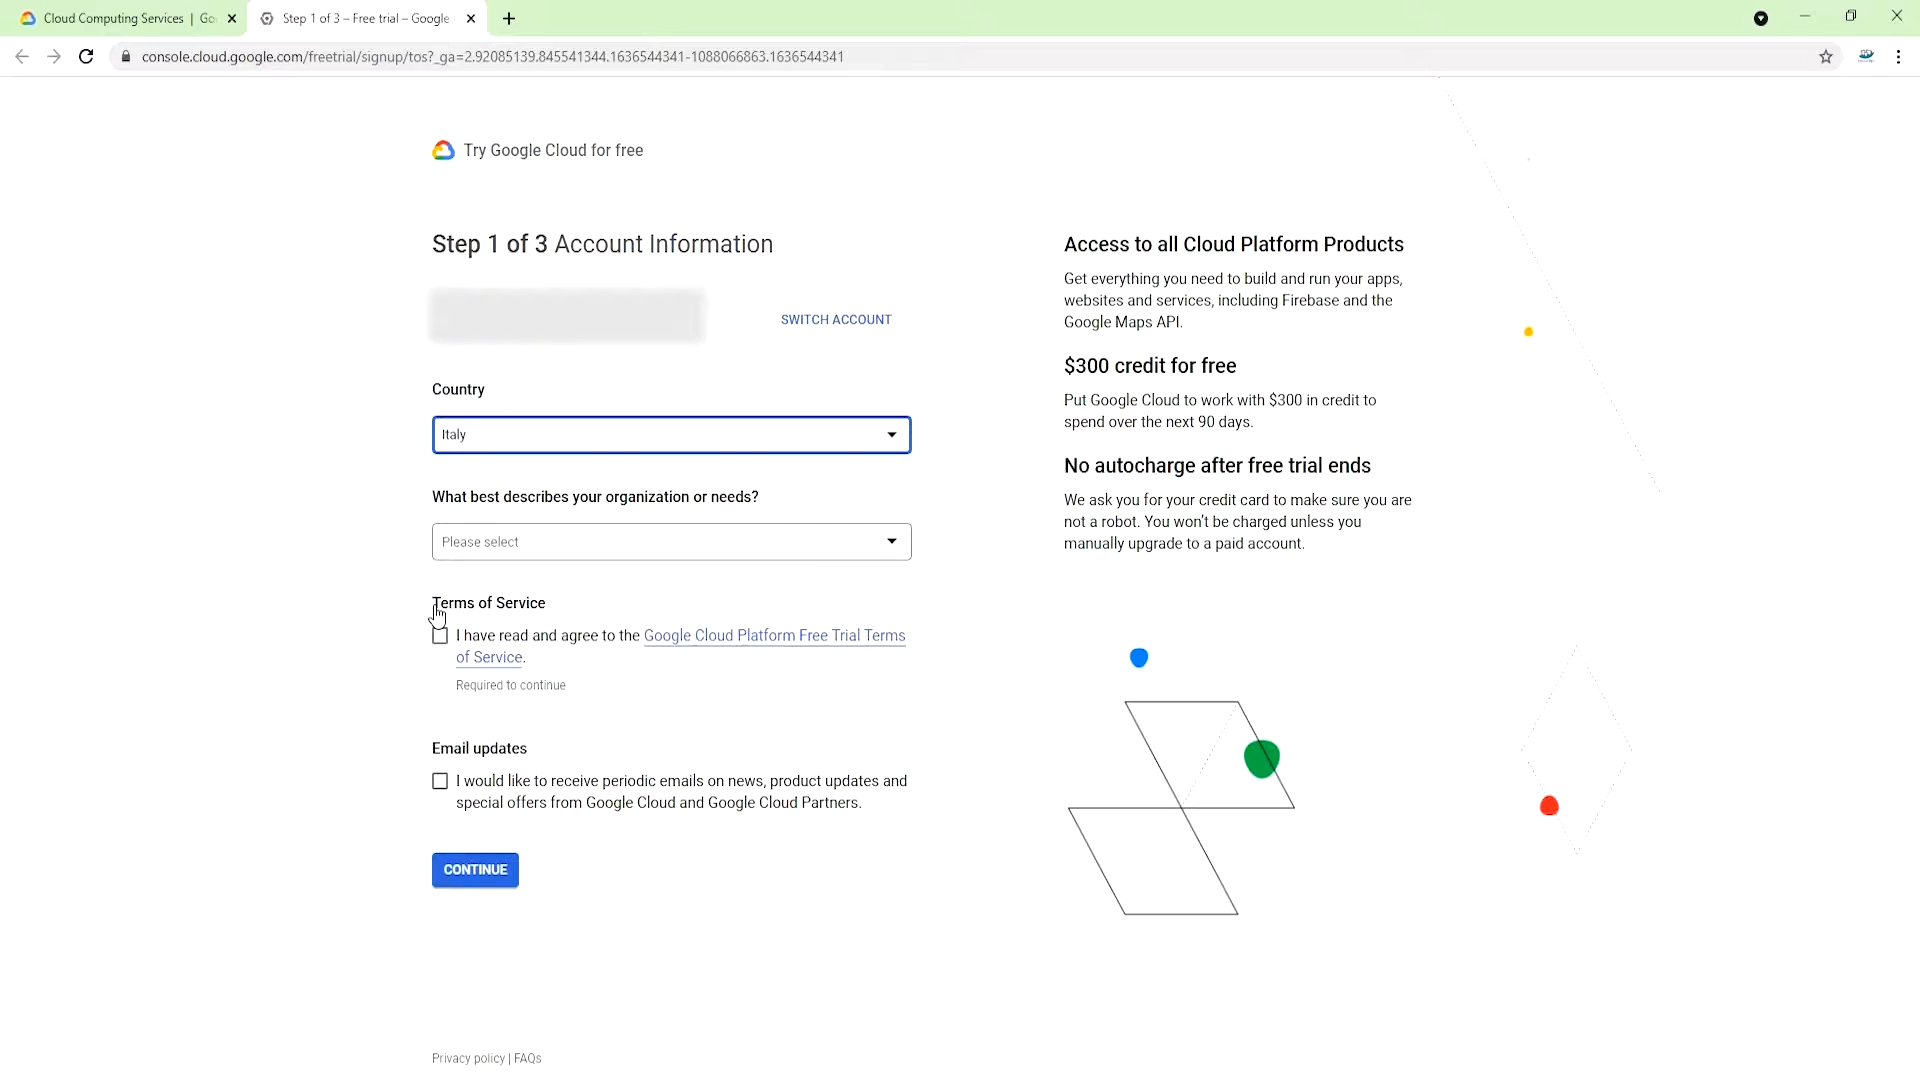 Cloud Computing Services | Go
Step 1 of 3 – Free trial – Google
console.cloud.google.com/freetrial/signup/tos?_ga=2.92085139.845541344.1636544341-1088066863.1636544341
Try Google Cloud for free
Step 1 of 3 Account Information
SWITCH ACCOUNT
Country
Italy
What best describes your organization or needs?
Please select
Terms of Service
I have read and agree to the Google Cloud Platform Free Trial Terms
of Service.
Required to continue
Email updates
I would like to receive periodic emails on news, product updates and
special offers from Google Cloud and Google Cloud Partners.
CONTINUE
Access to all Cloud Platform Products
Get everything you need to build and run your apps,
websites and services, including Firebase and the
Google Maps API.
$300 credit for free
Put Google Cloud to work with $300 in credit to
spend over the next 90 days.
No autocharge after free trial ends
We ask you for your credit card to make sure you are
not a robot. You won't be charged unless you
manually upgrade to a paid account.
Privacy policy | FAQs